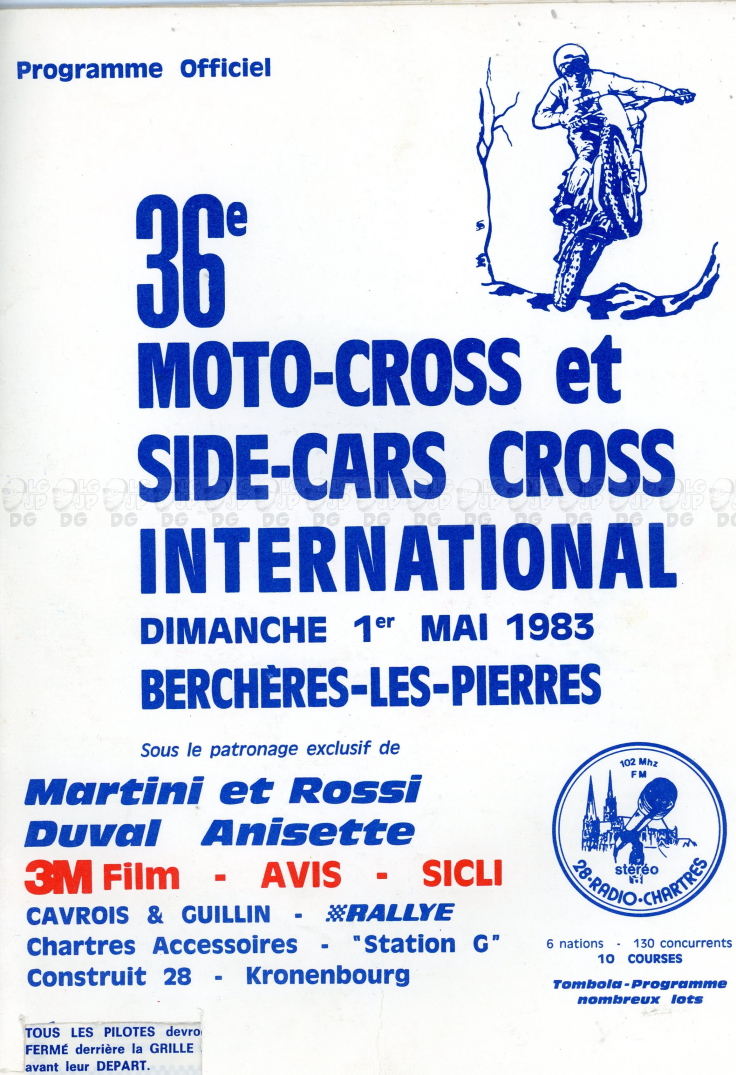 Programme Officiel
36e
MOTO-CROSS et
SIDE-CARS CROSS
INTERNATIONAL
DIMANCHE 1er MAI 1983
BERCHÈRES-LES-PIERRES
Sous le patronage exclusif de
Martini et Rossi
Duval Anisette
3M Film - AVIS - SICLI
CAVROIS & GUILLIN - RALLYE
Chartres Accessoires - "Station G"
Construit 28 - Kronenbourg
102 Mhz
FM
stéréo
28-RADIO-CHARTRES
6 nations - 130 concurrents
10 COURSES
Tombola-Programme
nombreux lots
TOUS LES PILOTES devro
FERMÉ derrière la GRILLE
avant leur DEPART.